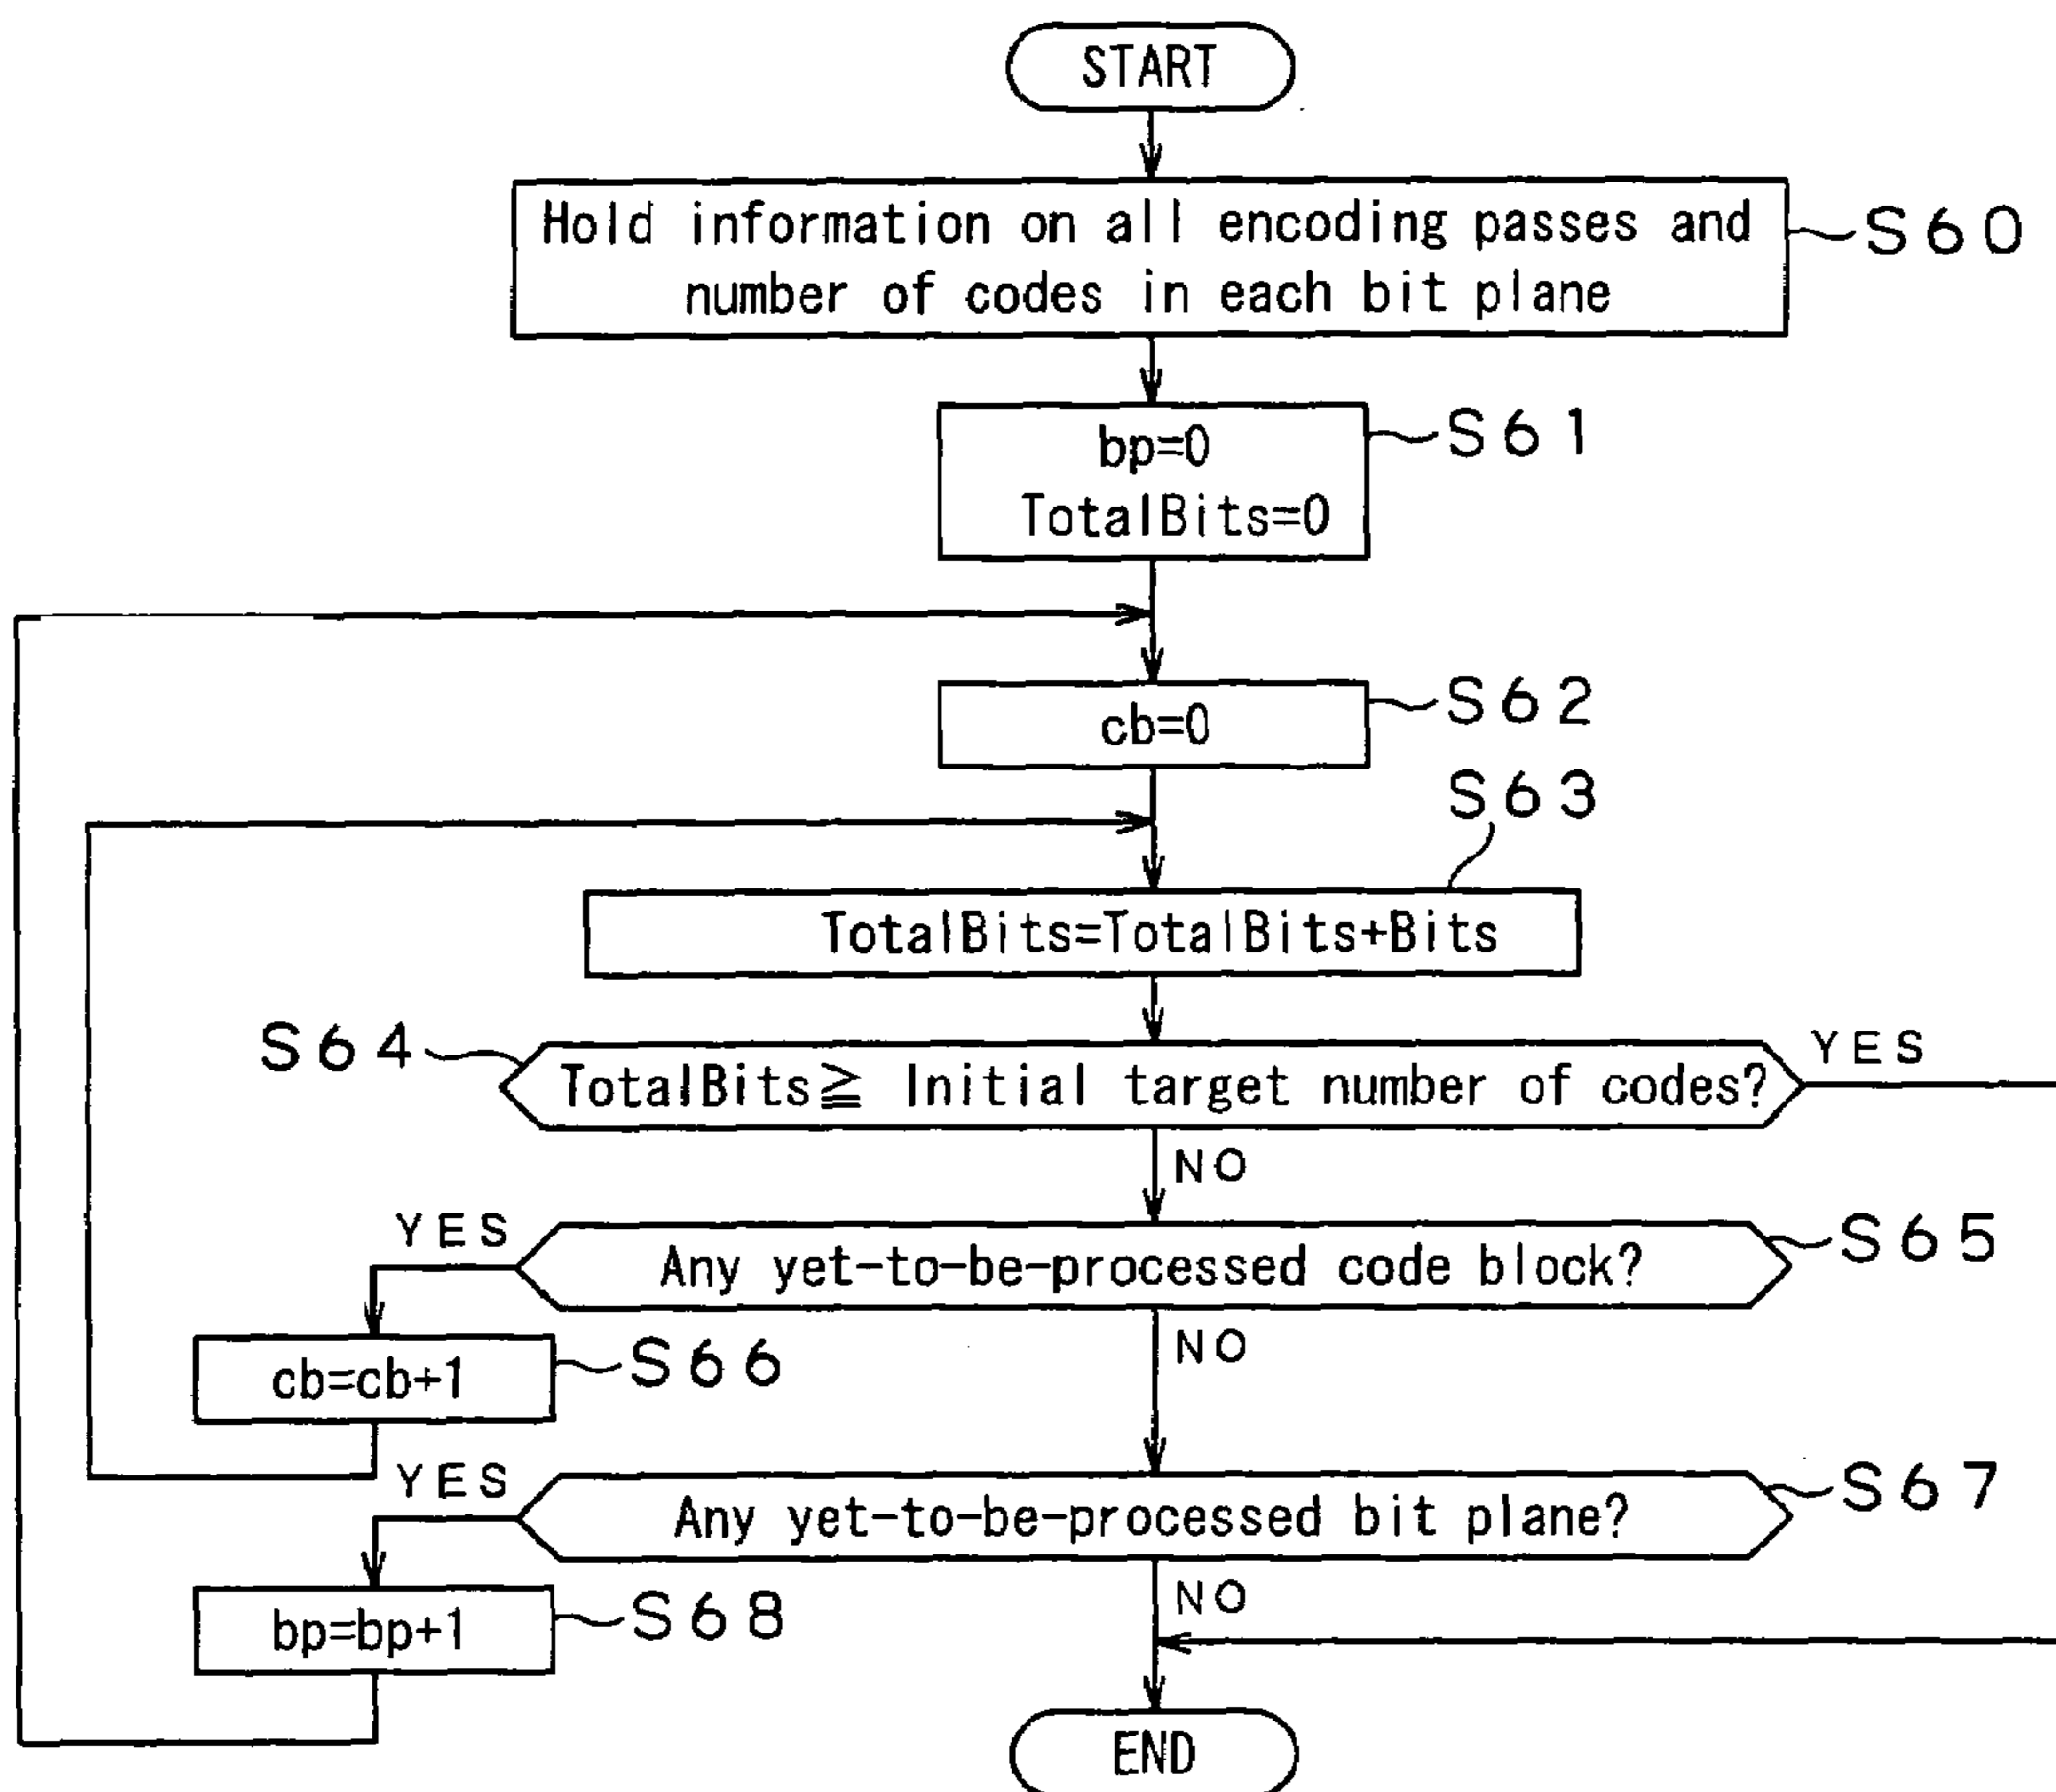 START
Hold information on all encoding passes and
number of codes in each bit plane
S60
bp=0
TotalBits=0
S61
cb=0
S62
S63
TotalBits=TotalBits+Bits
S64
TotalBits≧ Initial target number of codes?
YES
NO
YES
Any yet-to-be-processed code block?
S65
cb=cb+1
S66
NO
YES
Any yet-to-be-processed bit plane?
S67
bp=bp+1
S68
NO
END